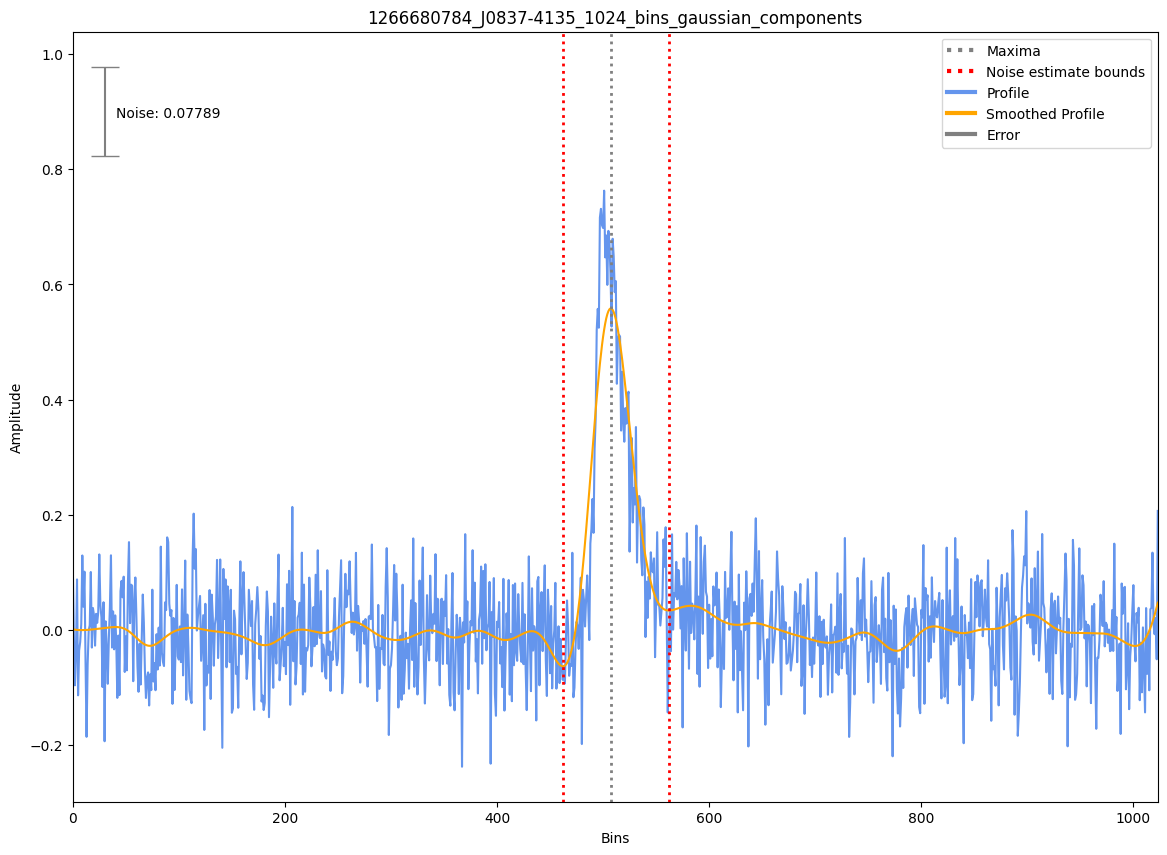 1266680784_J0837-4135_1024_bins_gaussian_components
Maxima
Noise estimate bounds
Profile
Smoothed Profile
Error
Noise: 0.07789
1.0
0.8
0.6
0.4
0.2
0.0
−0.2
Amplitude
0 200 400 600 800 1000
Bins